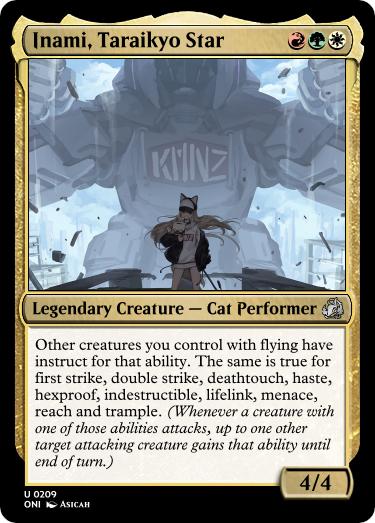 Inami, Taraikyo Star
KMNZ
Legendary Creature — Cat Performer
Other creatures you control with flying have
instruct for that ability. The same is true for
first strike, double strike, deathtouch, haste,
hexproof, indestructible, lifelink, menace,
reach and trample. (Whenever a creature with
one of those abilities attacks, up to one other
target attacking creature gains that ability until
end of turn.)
4/4
U 0209
ONI Asicah